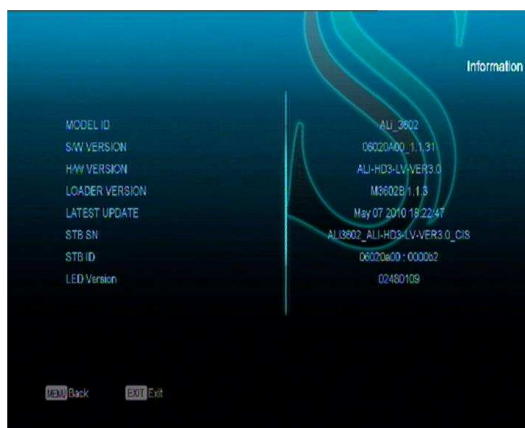 Information
MODEL ID ALi_3602
S/W VERSION 06020A00_1.1.31
H/W VERSION ALI-HD3-LV-VER3.0
LOADER VERSION M3602B 1.1.3
LATEST UPDATE May 07 2010 18:22:47
STB SN ALI3602_ALI-HD3-LV-VER3.0_CIS
STB ID 06020a00 : 0000b2
LED Version 02480109
MENU Back EXIT Exit